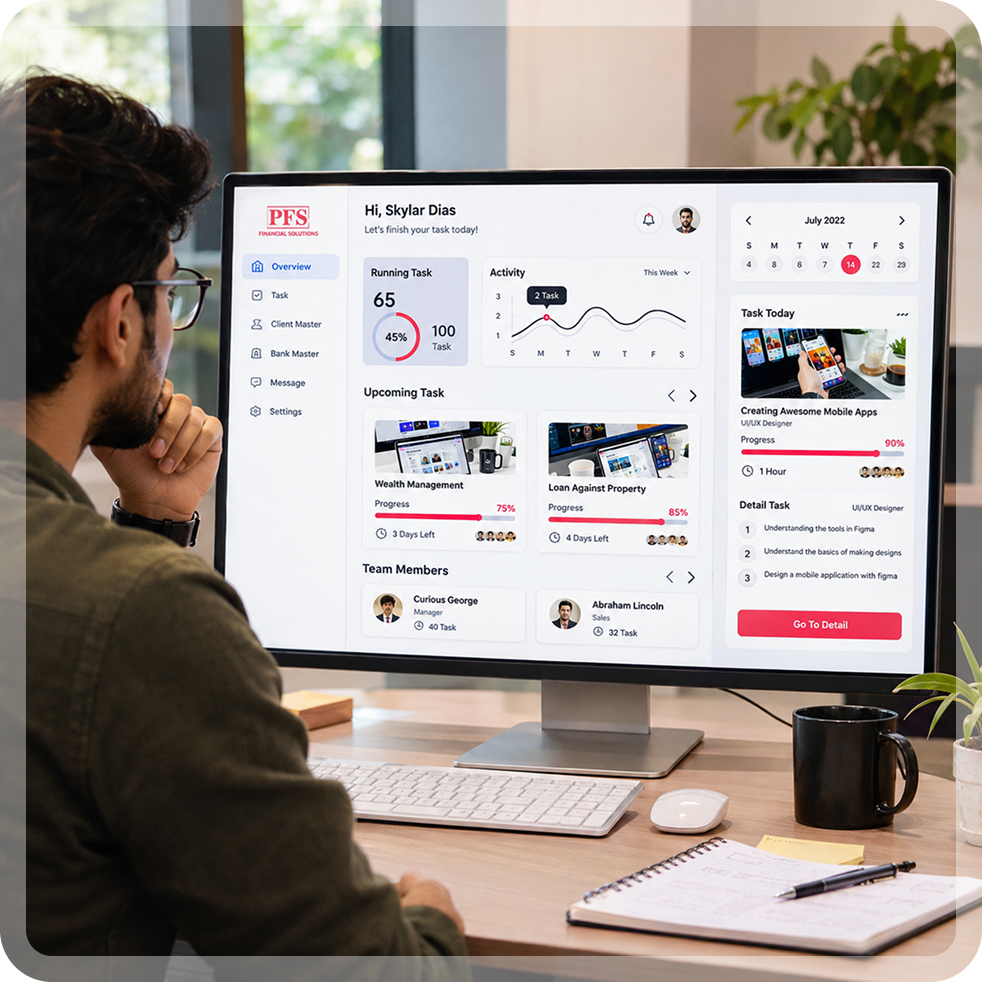 PFS
FINANCIAL SOLUTIONS
Overview
Task
Client Master
Bank Master
Message
Settings
Hi, Skylar Dias
Let's finish your task today!
Running Task
65
45%
100
Task
Activity
This Week
3
2
1
2 Task
S M T W T F S
Upcoming Task
Wealth Management
Progress
75%
3 Days Left
Loan Against Property
Progress
85%
4 Days Left
Team Members
Curious George
Manager
40 Task
Abraham Lincoln
Sales
32 Task
July 2022
S M T W T F S
4 8 6 7 14 22 23
Task Today
Creating Awesome Mobile Apps
UI/UX Designer
Progress
90%
1 Hour
Detail Task
UI/UX Designer
1 Understanding the tools in Figma
2 Understand the basics of making designs
3 Design a mobile application with figma
Go To Detail